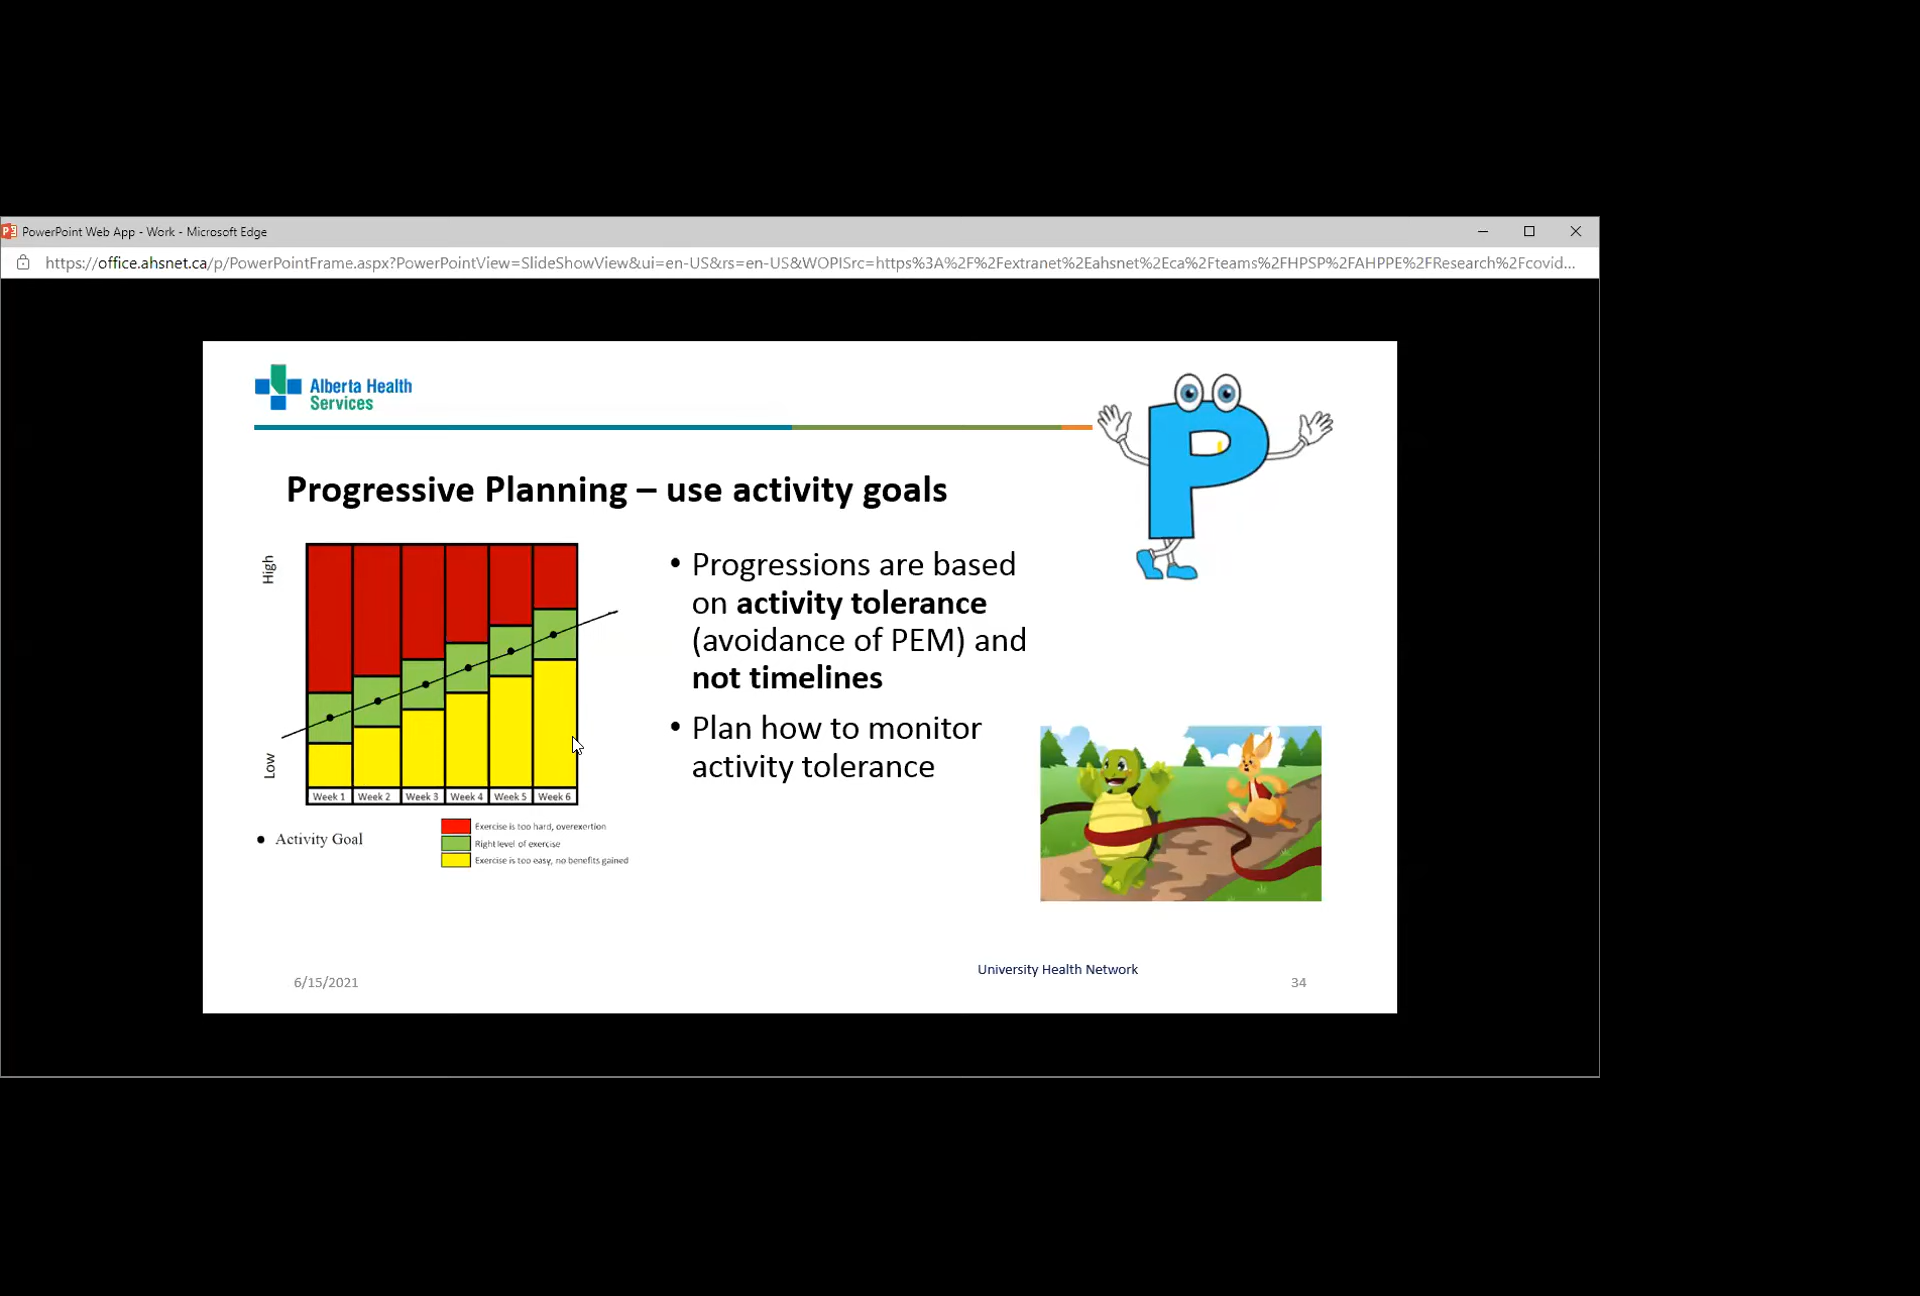 PowerPoint Web App - Work - Microsoft Edge
https://office.ahsnet.ca/p/PowerPointFrame.aspx?PowerPointView=SlideShowView&ui=en-US&rs=en-US&WOPISrc=https%3A%2F%2Fextranet%2Eahsnet%2Eca%2Fteams%2FHPSP%2FAHPPE%2FResearch%2Fcovid...
Alberta Health
Services
P
Progressive Planning – use activity goals
High
Low
Week 1 Week 2 Week 3 Week 4 Week 5 Week 6
• Activity Goal
Exercise is too hard, overexertion
Right level of exercise
Exercise is too easy, no benefits gained
• Progressions are based
on activity tolerance
(avoidance of PEM) and
not timelines
• Plan how to monitor
activity tolerance
6/15/2021
University Health Network
34